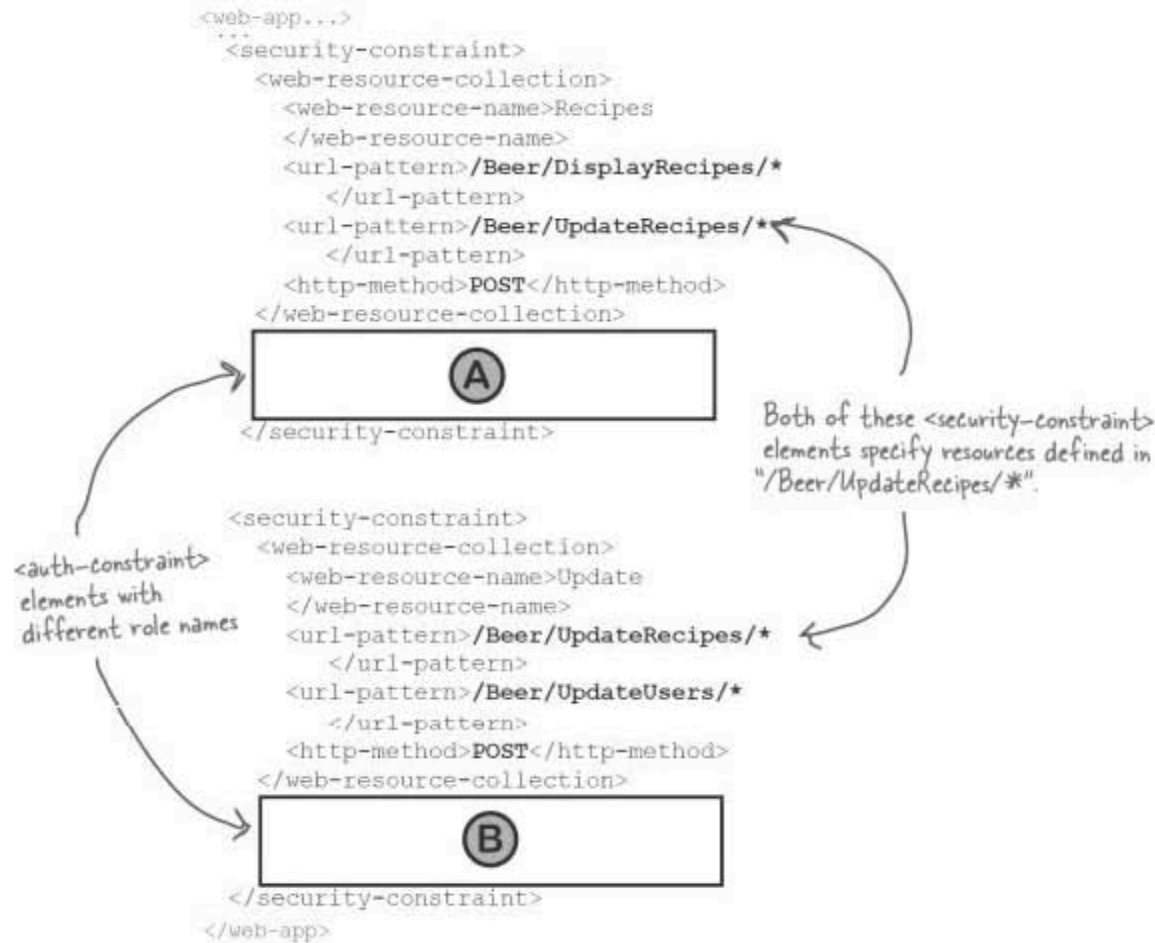 <web-app...>
...
<security-constraint>
<web-resource-collection>
<web-resource-name>Recipes
</web-resource-name>
<url-pattern>/Beer/DisplayRecipes/*
</url-pattern>
<url-pattern>/Beer/UpdateRecipes/*
</url-pattern>
<http-method>POST</http-method>
</web-resource-collection>
A
</security-constraint>
Both of these <security-constraint>
elements specify resources defined in
"/Beer/UpdateRecipes/*".
<auth-constraint>
elements with
different role names
<security-constraint>
<web-resource-collection>
<web-resource-name>Update
</web-resource-name>
<url-pattern>/Beer/UpdateRecipes/*
</url-pattern>
<url-pattern>/Beer/UpdateUsers/*
</url-pattern>
<http-method>POST</http-method>
</web-resource-collection>
B
</security-constraint>
</web-app>